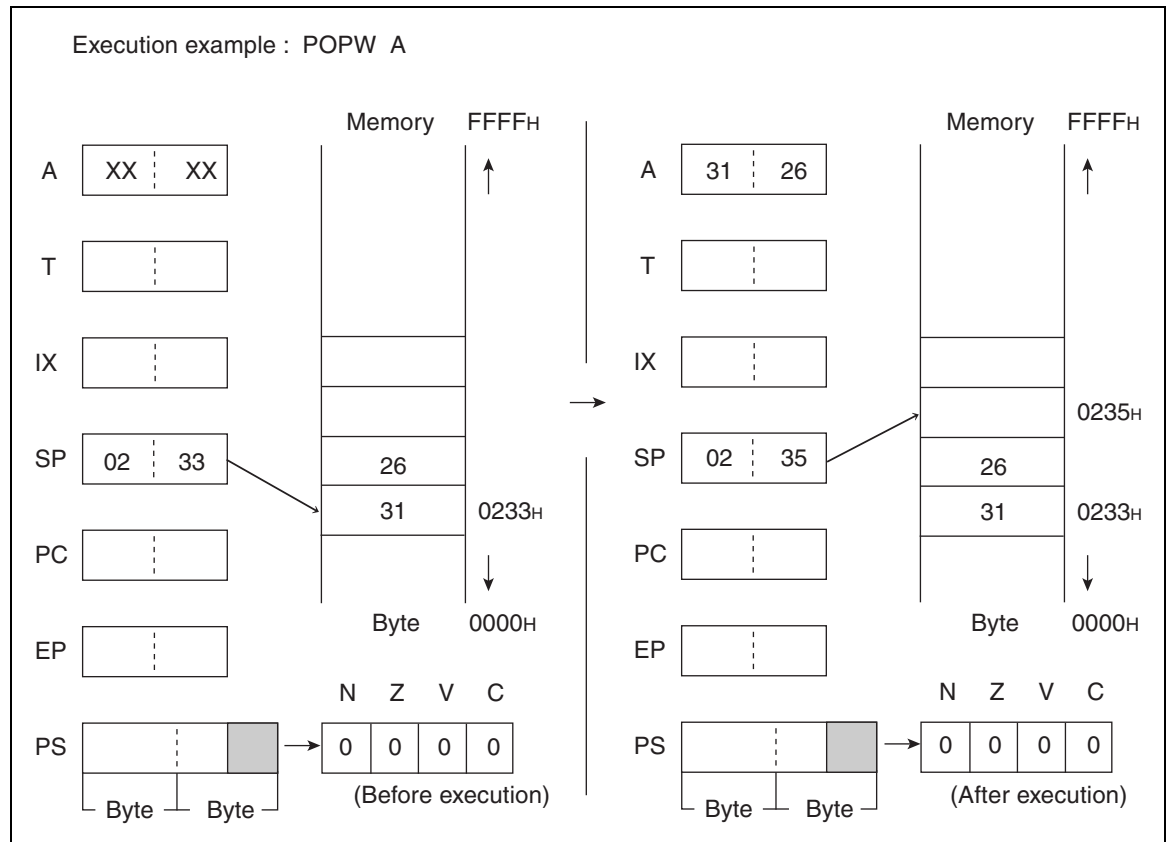 Execution example : POPW A
Memory FFFFH
A XX XX
T
IX
SP 02 33
26
31 0233H
PC
Byte 0000H
EP
N Z V C
PS 0 0 0 0
Byte Byte
(Before execution)
Memory FFFFH
A 31 26
T
IX
0235H
SP 02 35
26
31 0233H
PC
Byte 0000H
EP
N Z V C
PS 0 0 0 0
Byte Byte
(After execution)